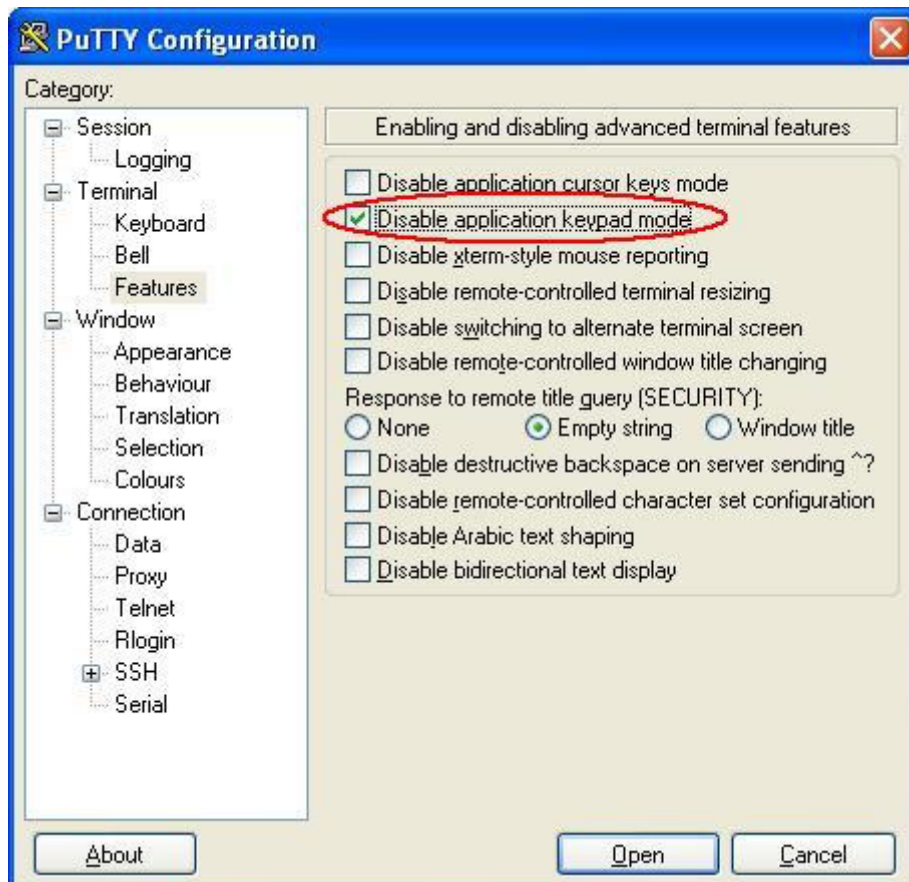 PuTTY Configuration
Category:
Session
Logging
Terminal
Keyboard
Bell
Features
Window
Appearance
Behaviour
Translation
Selection
Colours
Connection
Data
Proxy
Telnet
Rlogin
SSH
Serial
Enabling and disabling advanced terminal features
Disable application cursor keys mode
Disable application keypad mode
Disable xterm-style mouse reporting
Disable remote-controlled terminal resizing
Disable switching to alternate terminal screen
Disable remote-controlled window title changing
Response to remote title query (SECURITY):
None Empty string Window title
Disable destructive backspace on server sending ^?
Disable remote-controlled character set configuration
Disable Arabic text shaping
Disable bidirectional text display
About Open Cancel